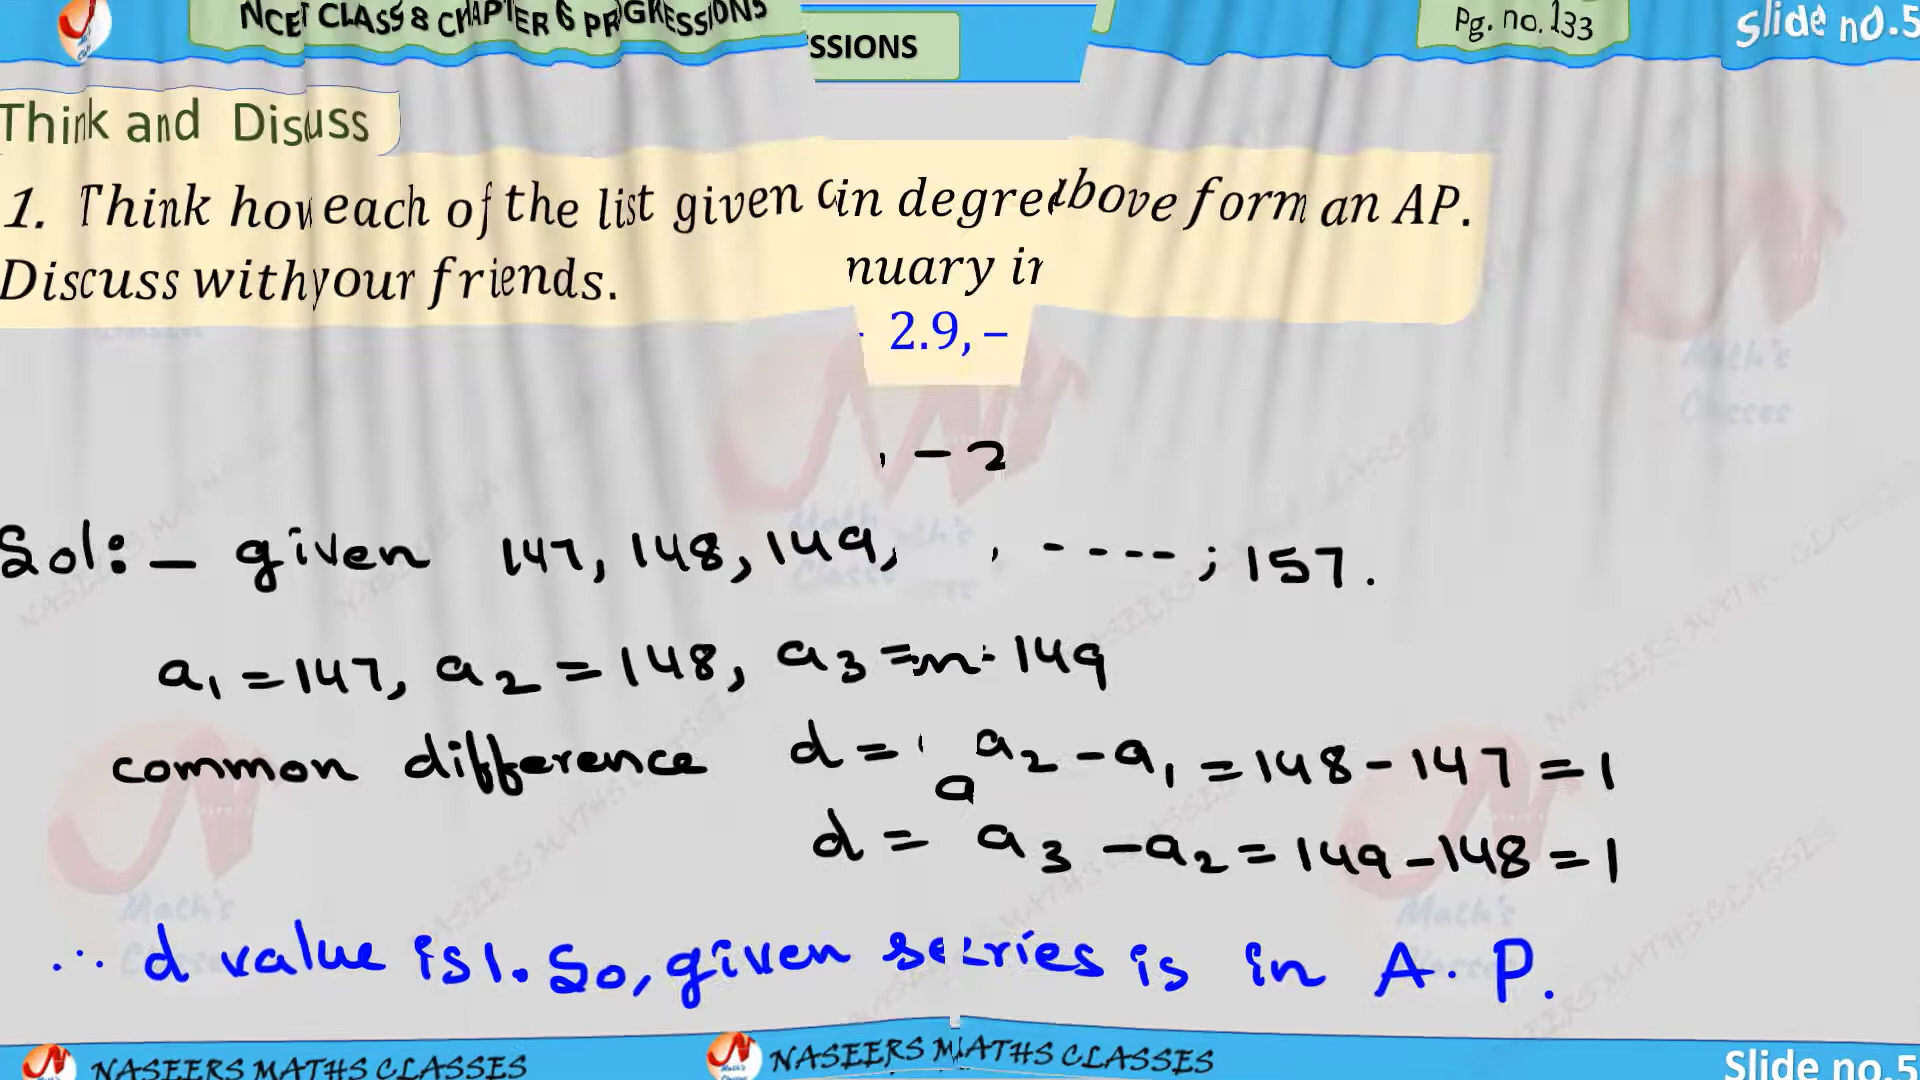 NCET CLASS 8 CHAPTER 6 PROGRESSIONS
SSIONS
Pg. no. 133
Slide no.5
Think and Disuss
1. Think how each of the list given in degree bove form an AP.
Discuss with your friends.
nuary in
2.9, –
, – 2
Sol: – given 147, 148, 149, , - - - - ; 157.
a₁ = 147, a₂ = 148, a₃ = 149
common difference d = a₂ – a₁ = 148 – 147 = 1
a
d = a₃ – a₂ = 149 – 148 = 1
∴ d value is 1. So, given series is in A. P.
NASEERS MATHS CLASSES
NASEERS MATHS CLASSES
Slide no.5